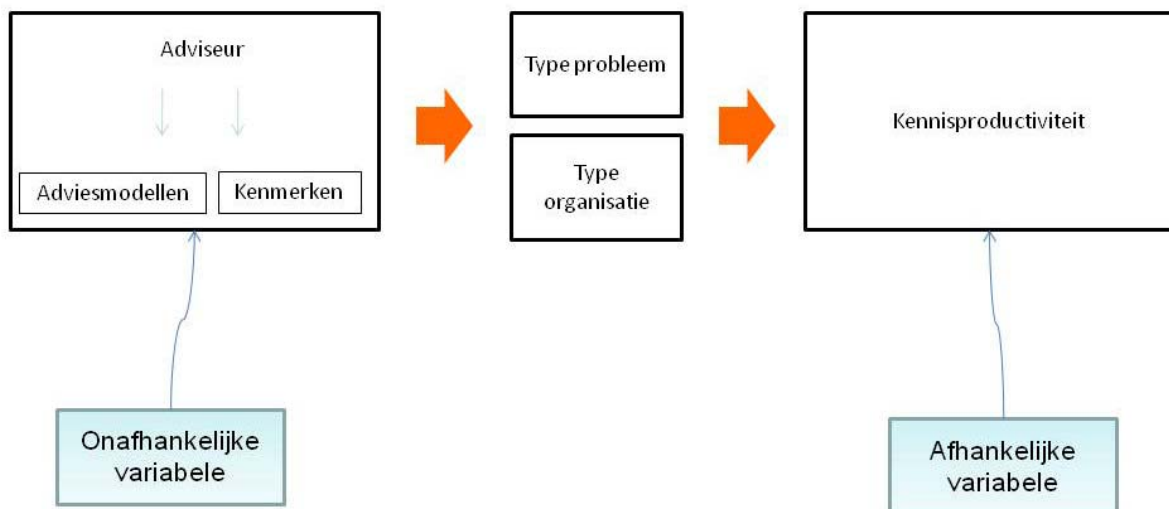 Adviseur
Adviesmodellen
Kenmerken
Type probleem
Type
organisatie
Kennisproductiviteit
Onafhankelijke
variabele
Afhankelijke
variabele